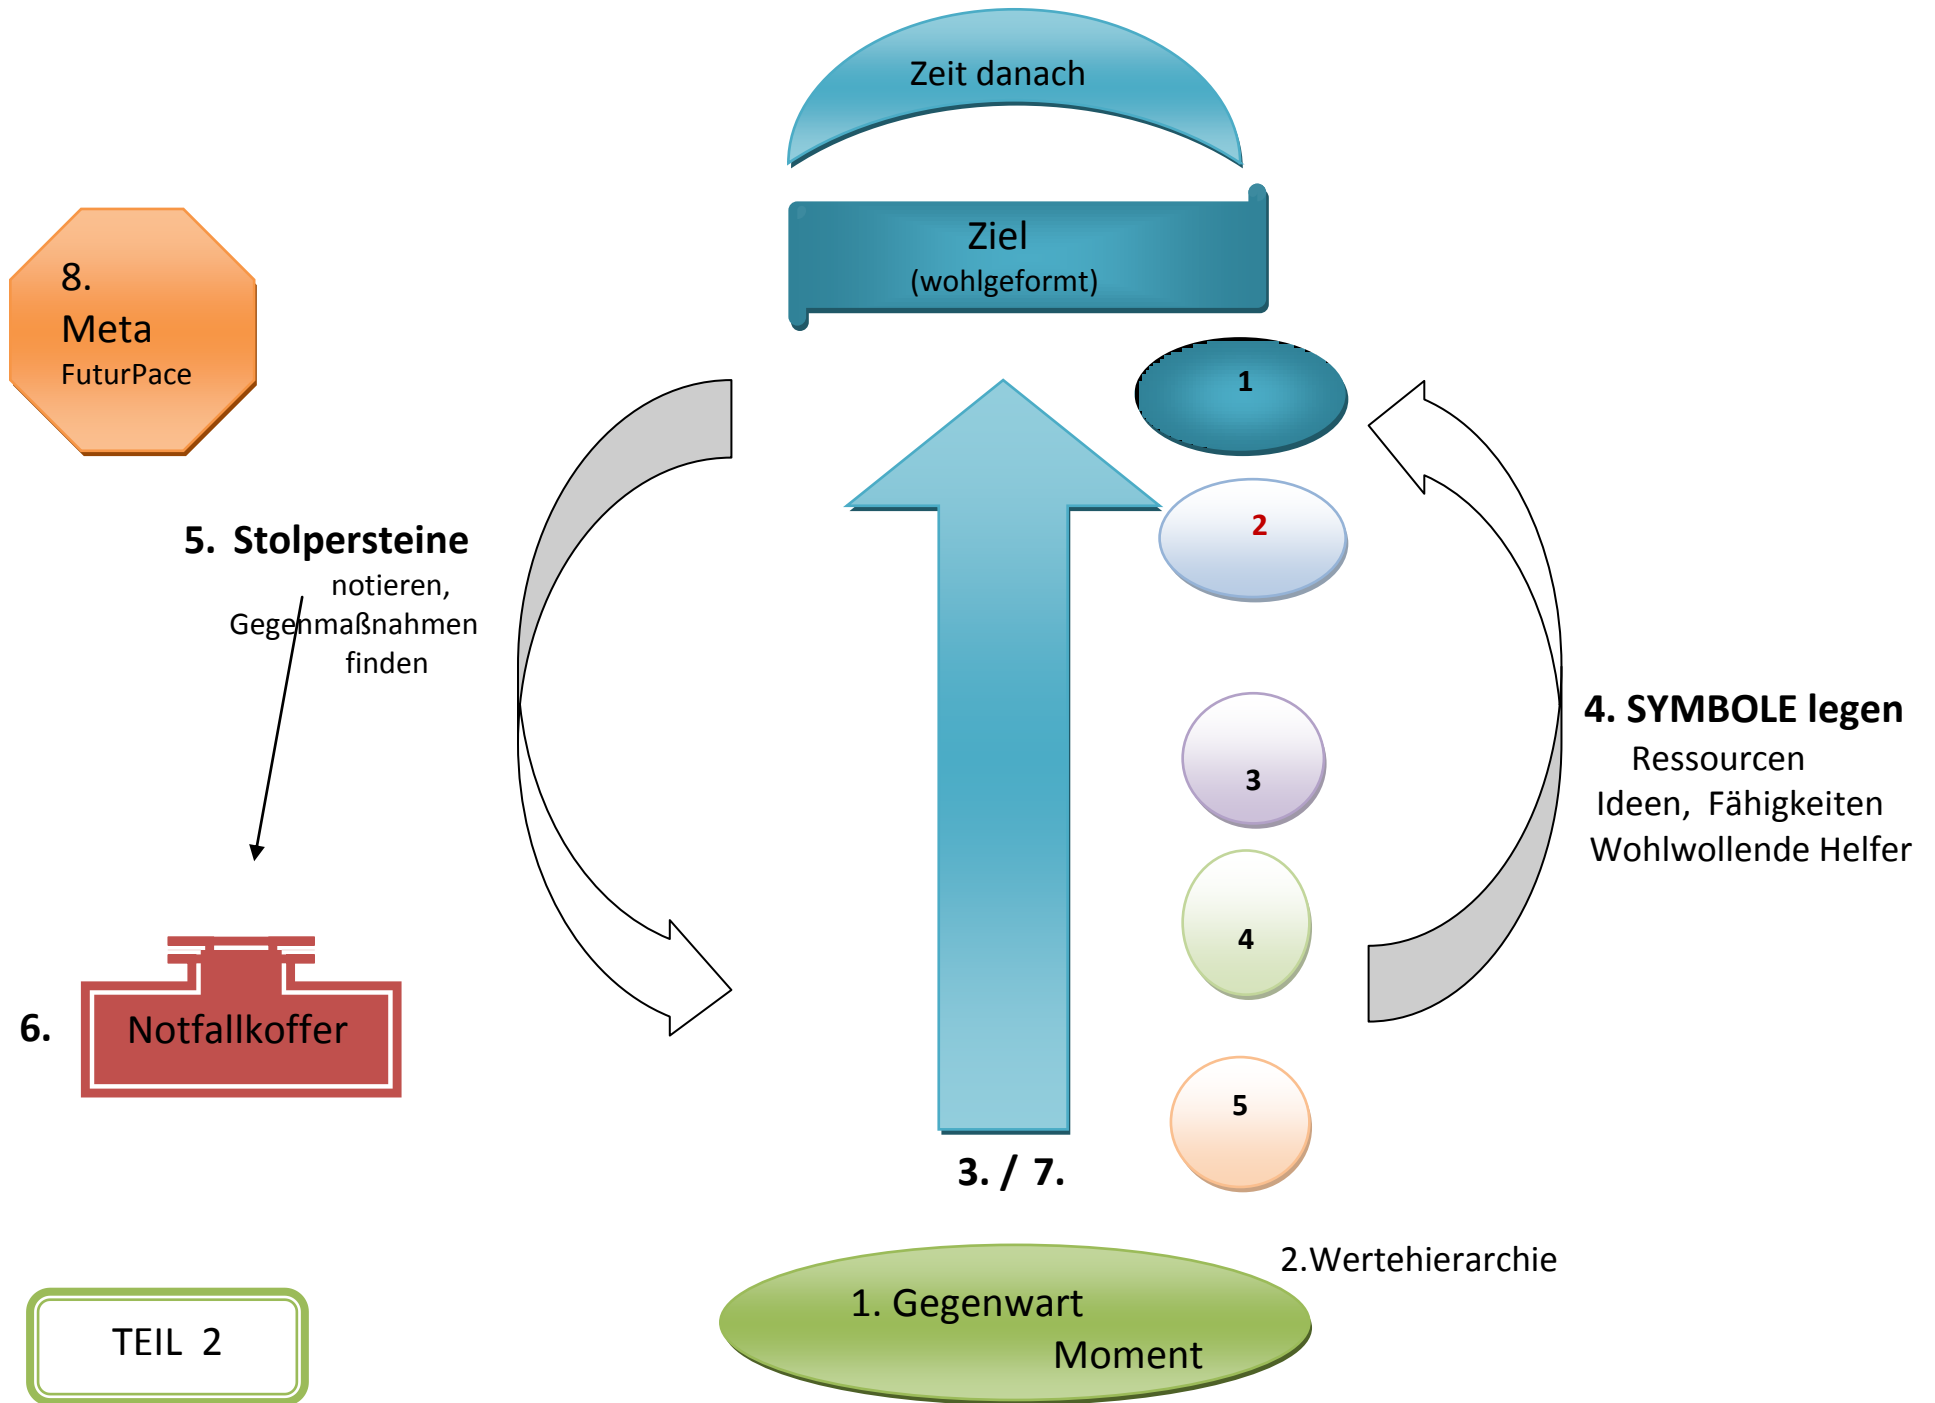 Zeit danach
Ziel
(wohlgeformt)
8.
Meta
FuturPace
1
2
5. Stolpersteine
notieren,
Gegenmaßnahmen
finden
4. SYMBOLE legen
Ressourcen
Ideen, Fähigkeiten
Wohlwollende Helfer
3
4
6. Notfallkoffer
5
3. / 7.
2.Wertehierarchie
1. Gegenwart
Moment
TEIL 2